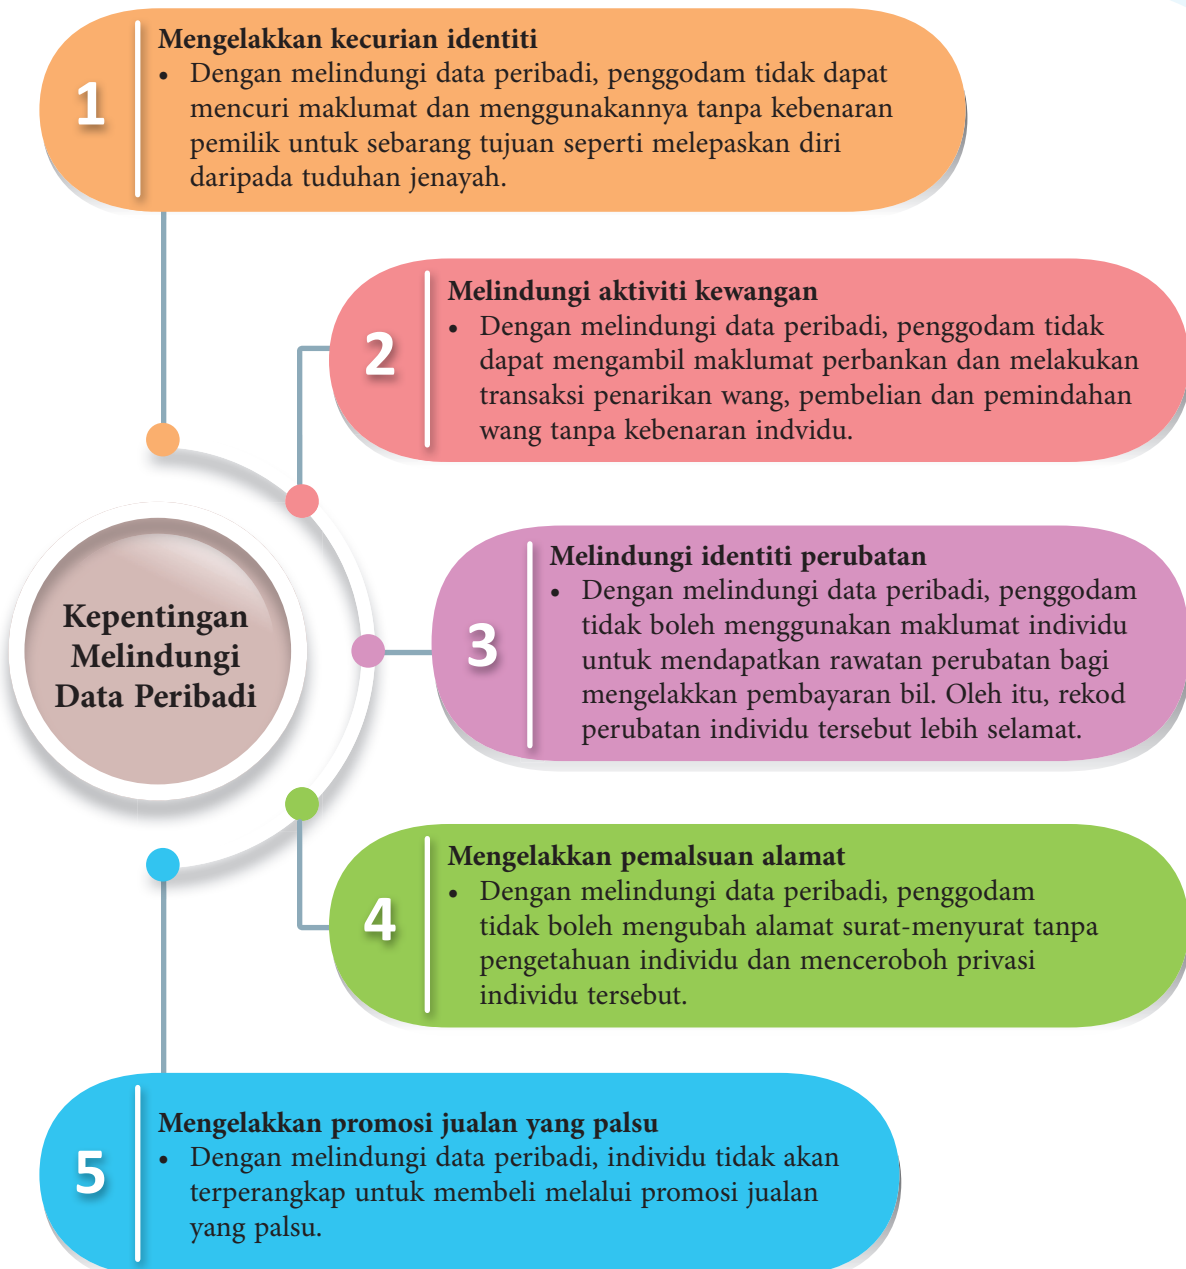 1
Mengelakkan kecurian identiti
• Dengan melindungi data peribadi, penggodam tidak dapat
mencuri maklumat dan menggunakannya tanpa kebenaran
pemilik untuk sebarang tujuan seperti melepaskan diri
daripada tuduhan jenayah.
2
Melindungi aktiviti kewangan
• Dengan melindungi data peribadi, penggodam tidak
dapat mengambil maklumat perbankan dan melakukan
transaksi penarikan wang, pembelian dan pemindahan
wang tanpa kebenaran indvidu.
Kepentingan
Melindungi
Data Peribadi
3
Melindungi identiti perubatan
• Dengan melindungi data peribadi, penggodam
tidak boleh menggunakan maklumat individu
untuk mendapatkan rawatan perubatan bagi
mengelakkan pembayaran bil. Oleh itu, rekod
perubatan individu tersebut lebih selamat.
4
Mengelakkan pemalsuan alamat
• Dengan melindungi data peribadi, penggodam
tidak boleh mengubah alamat surat-menyurat tanpa
pengetahuan individu dan menceroboh privasi
individu tersebut.
5
Mengelakkan promosi jualan yang palsu
• Dengan melindungi data peribadi, individu tidak akan
terperangkap untuk membeli melalui promosi jualan
yang palsu.